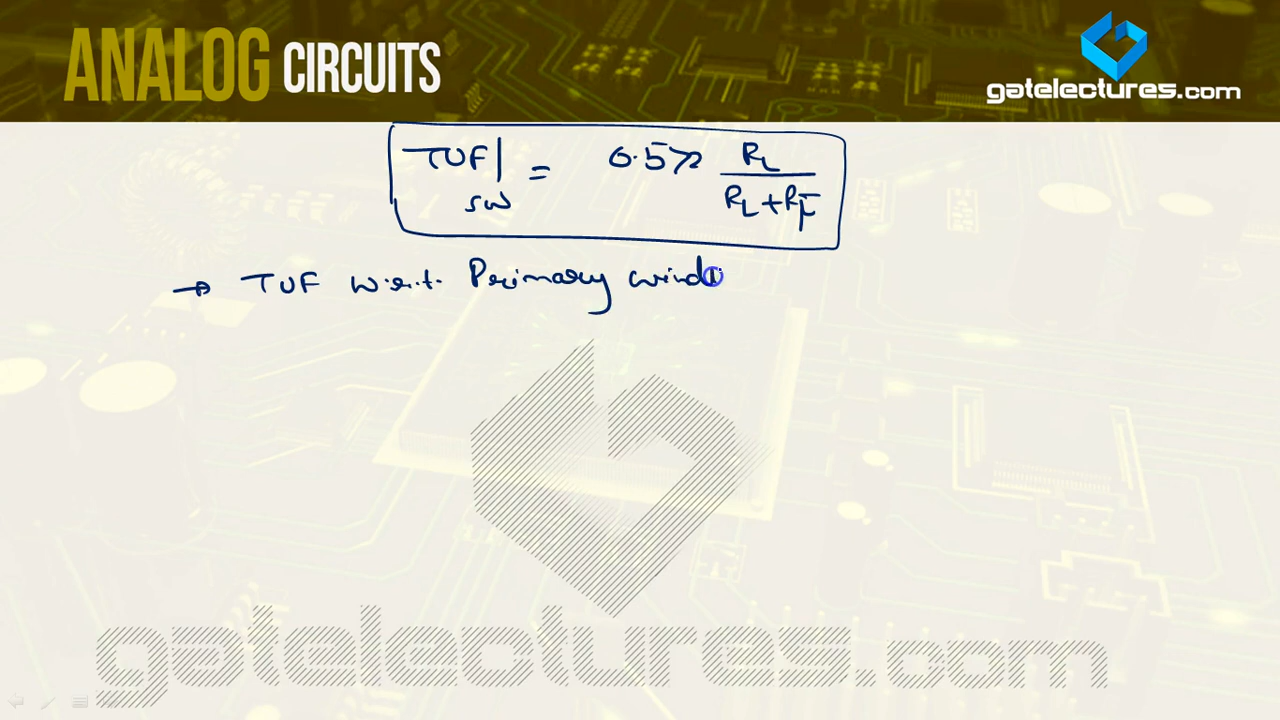 ANALOG CIRCUITS
gatelectures.com
TUF|sw = 0.57 RL / RL+RF
→ TUF w.r.t. Primary windi
gatelectures.com